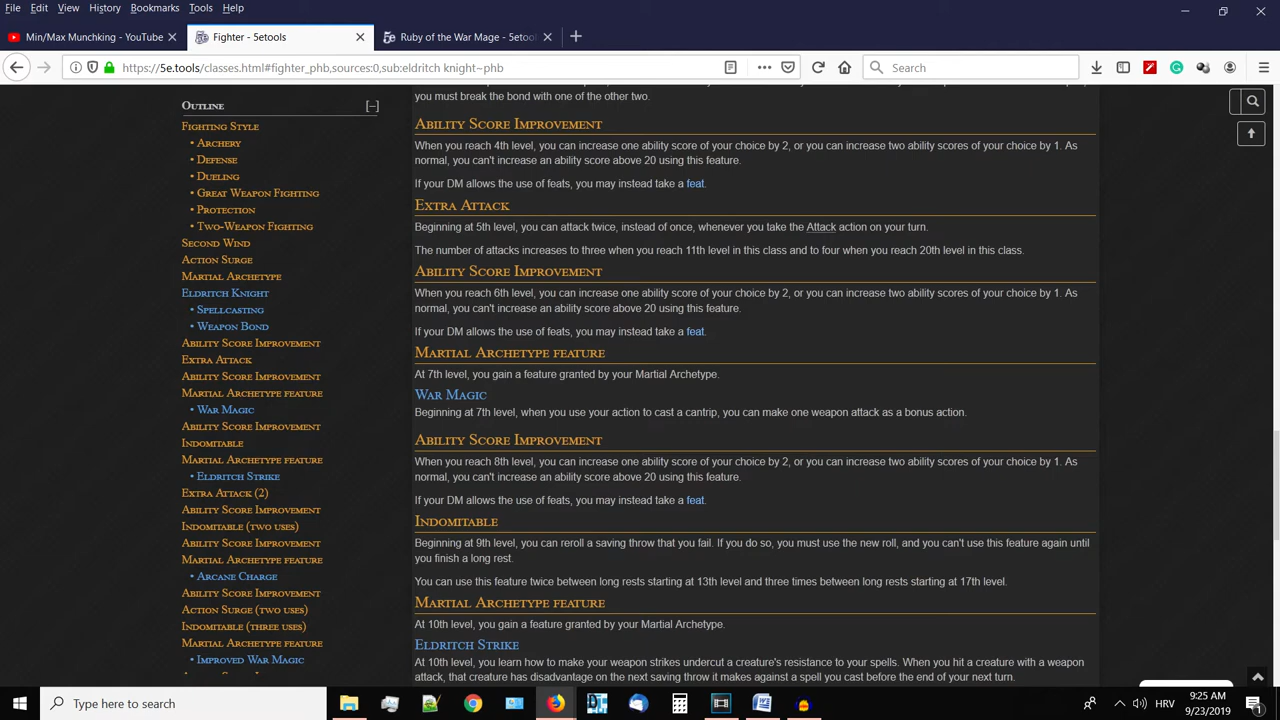 File Edit View History Bookmarks Tools Help
Min/Max Munchking - YouTube
Fighter - 5etools
Ruby of the War Mage - 5etool
https://5e.tools/classes.html#fighter_phb,sources:0,sub:eldritch knight~phb
Search
Outline [–]
Fighting Style
• Archery
• Defense
• Dueling
• Great Weapon Fighting
• Protection
• Two-Weapon Fighting
Second Wind
Action Surge
Martial Archetype
Eldritch Knight
• Spellcasting
• Weapon Bond
Ability Score Improvement
Extra Attack
Ability Score Improvement
Martial Archetype feature
• War Magic
Ability Score Improvement
Indomitable
Martial Archetype feature
• Eldritch Strike
Extra Attack (2)
Ability Score Improvement
Indomitable (two uses)
Ability Score Improvement
Martial Archetype feature
• Arcane Charge
Ability Score Improvement
Action Surge (two uses)
Indomitable (three uses)
Martial Archetype feature
• Improved War Magic
you must break the bond with one of the other two.
Ability Score Improvement
When you reach 4th level, you can increase one ability score of your choice by 2, or you can increase two ability scores of your choice by 1. As
normal, you can't increase an ability score above 20 using this feature.
If your DM allows the use of feats, you may instead take a feat.
Extra Attack
Beginning at 5th level, you can attack twice, instead of once, whenever you take the Attack action on your turn.
The number of attacks increases to three when you reach 11th level in this class and to four when you reach 20th level in this class.
Ability Score Improvement
When you reach 6th level, you can increase one ability score of your choice by 2, or you can increase two ability scores of your choice by 1. As
normal, you can't increase an ability score above 20 using this feature.
If your DM allows the use of feats, you may instead take a feat.
Martial Archetype feature
At 7th level, you gain a feature granted by your Martial Archetype.
War Magic
Beginning at 7th level, when you use your action to cast a cantrip, you can make one weapon attack as a bonus action.
Ability Score Improvement
When you reach 8th level, you can increase one ability score of your choice by 2, or you can increase two ability scores of your choice by 1. As
normal, you can't increase an ability score above 20 using this feature.
If your DM allows the use of feats, you may instead take a feat.
Indomitable
Beginning at 9th level, you can reroll a saving throw that you fail. If you do so, you must use the new roll, and you can't use this feature again until
you finish a long rest.
You can use this feature twice between long rests starting at 13th level and three times between long rests starting at 17th level.
Martial Archetype feature
At 10th level, you gain a feature granted by your Martial Archetype.
Eldritch Strike
At 10th level, you learn how to make your weapon strikes undercut a creature's resistance to your spells. When you hit a creature with a weapon
attack, that creature has disadvantage on the next saving throw it makes against a spell you cast before the end of your next turn.
Type here to search
HRV
9:25 AM
9/23/2019